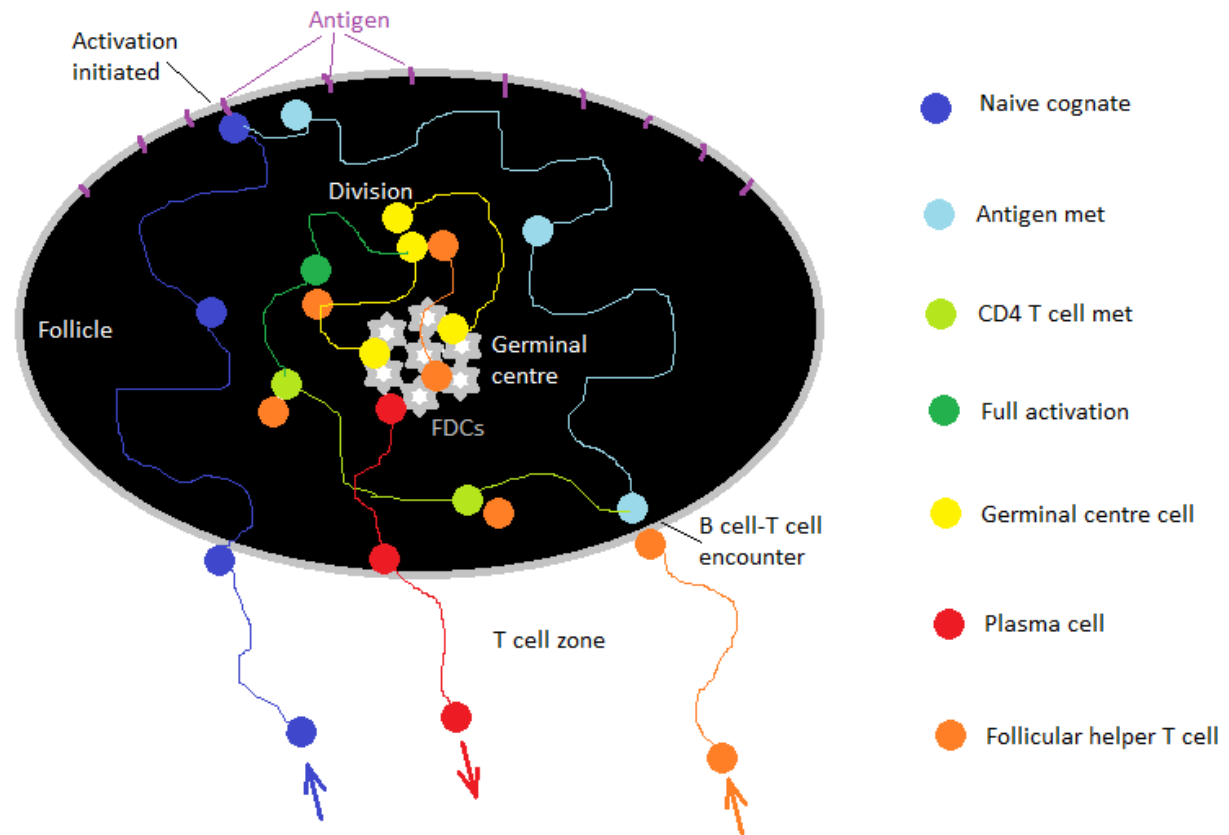 Antigen
Activation
initiated
Naive cognate
Division
Antigen met
CD4 T cell met
Follicle
Germinal
centre
FDCs
Full activation
Germinal centre cell
B cell-T cell
encounter
T cell zone
Plasma cell
Follicular helper T cell